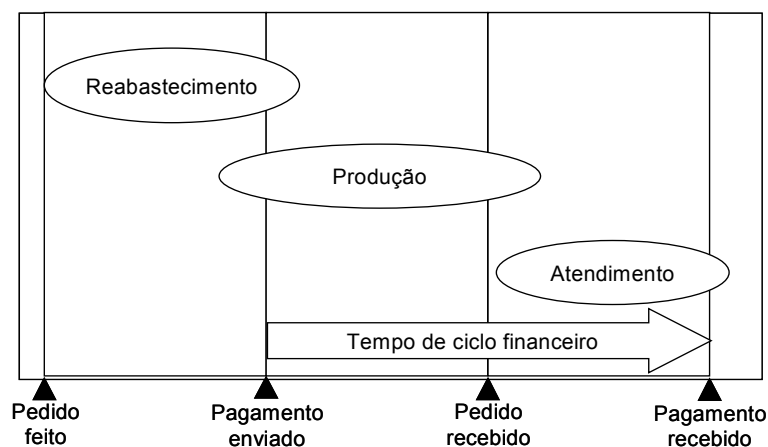 Reabastecimento
Produção
Atendimento
Tempo de ciclo financeiro
Pedido
feito
Pagamento
enviado
Pedido
recebido
Pagamento
recebido